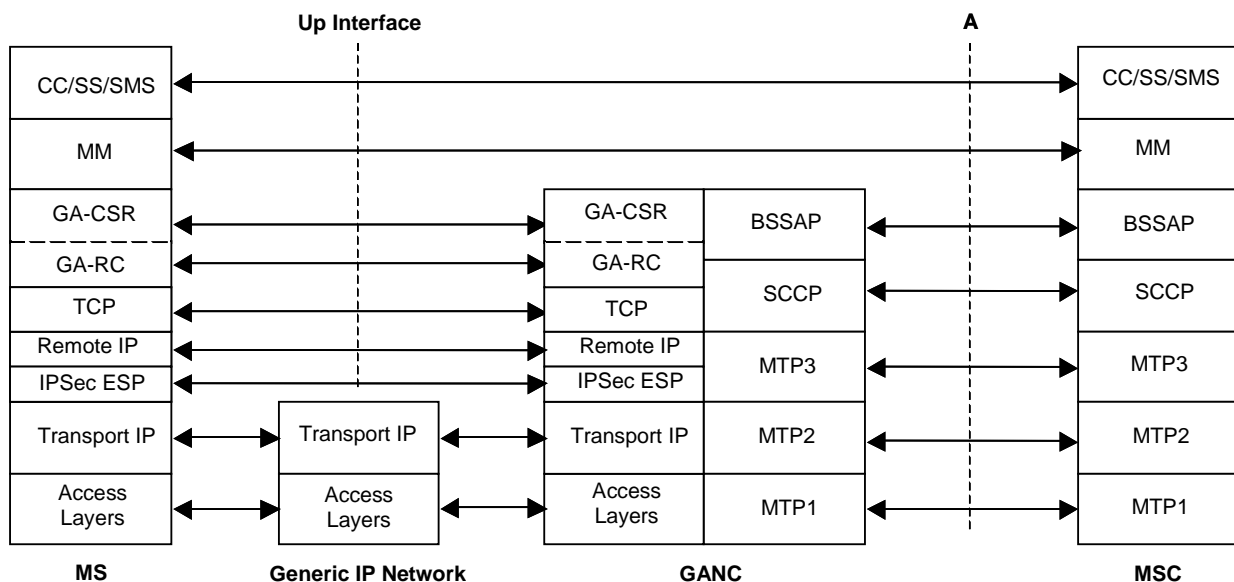 Up Interface
A
CC/SS/SMS
CC/SS/SMS
MM
MM
GA-CSR
GA-CSR
BSSAP
BSSAP
GA-RC
GA-RC
SCCP
SCCP
TCP
TCP
Remote IP
Remote IP
MTP3
MTP3
IPSec ESP
IPSec ESP
Transport IP
Transport IP
Transport IP
MTP2
MTP2
Access
Layers
Access
Layers
Access
Layers
MTP1
MTP1
MS
Generic IP Network
GANC
MSC